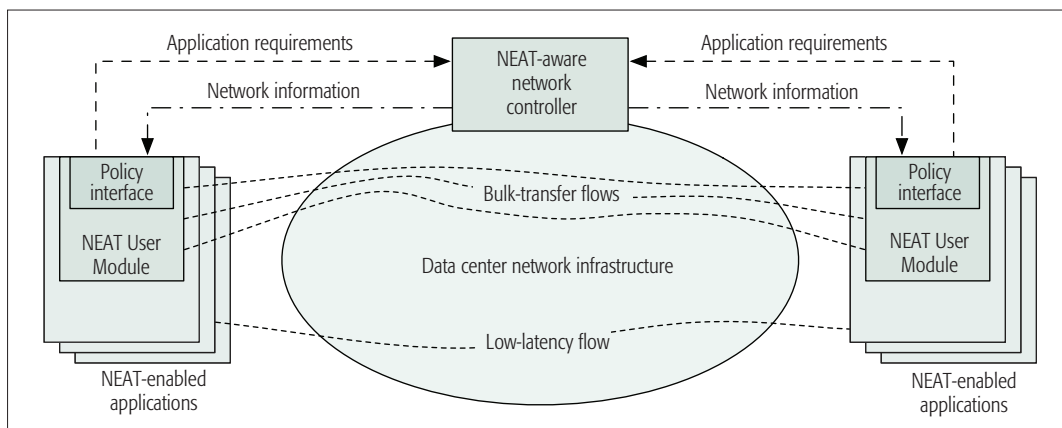 Application requirements
NEAT-aware
network
controller
Application requirements
Network information
Network information
Policy
interface
NEAT User
Module
Bulk-transfer flows
Policy
interface
NEAT User
Module
Data center network infrastructure
Low-latency flow
NEAT-enabled
applications
NEAT-enabled
applications